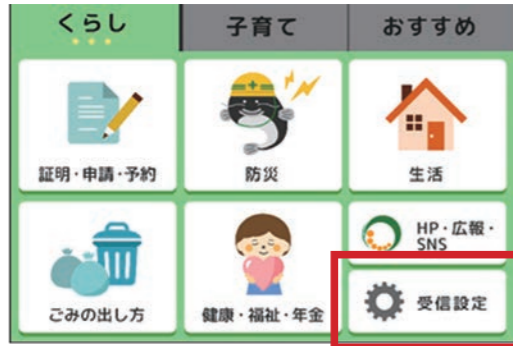 くらし
子育て
おすすめ
証明・申請・予約
防災
生活
ごみの出し方
健康・福祉・年金
HP・広報・
SNS
受信設定